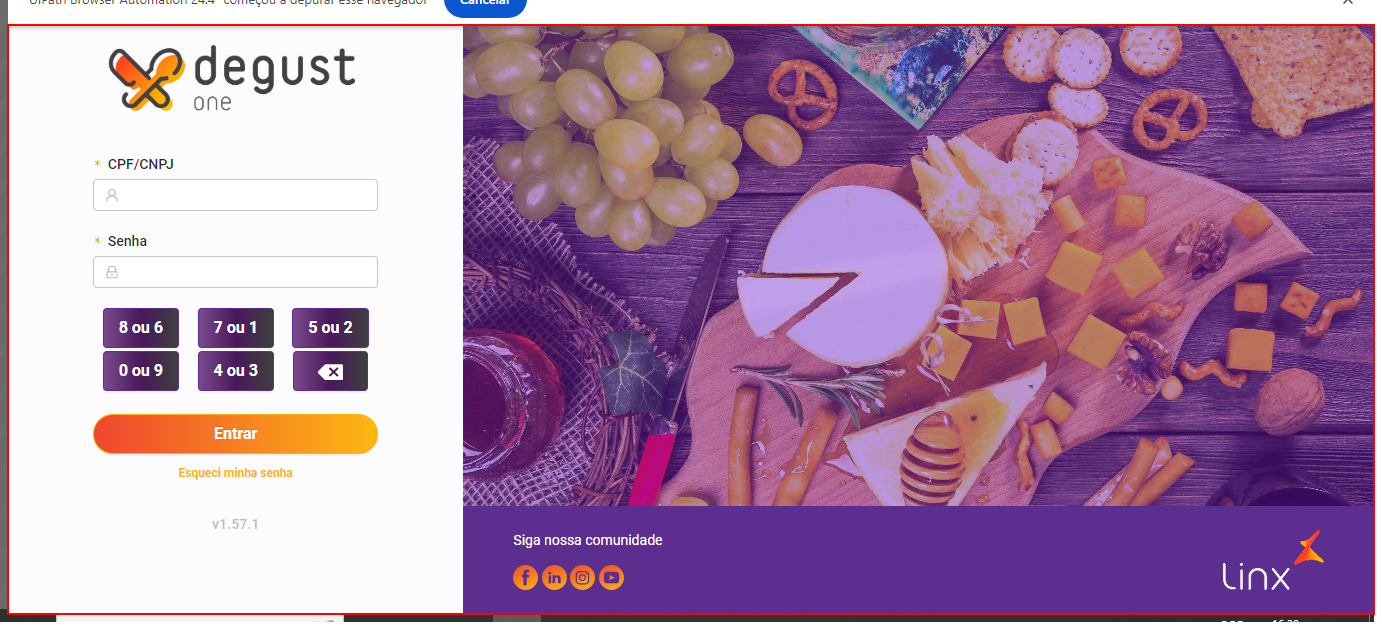 UiPath Browser Automation 24.4" começou a depurar esse navegador
Cancelar
degust
one
* CPF/CNPJ
* Senha
8 ou 6
7 ou 1
5 ou 2
0 ou 9
4 ou 3
Entrar
Esqueci minha senha
v1.57.1
Siga nossa comunidade
f
in
Linx